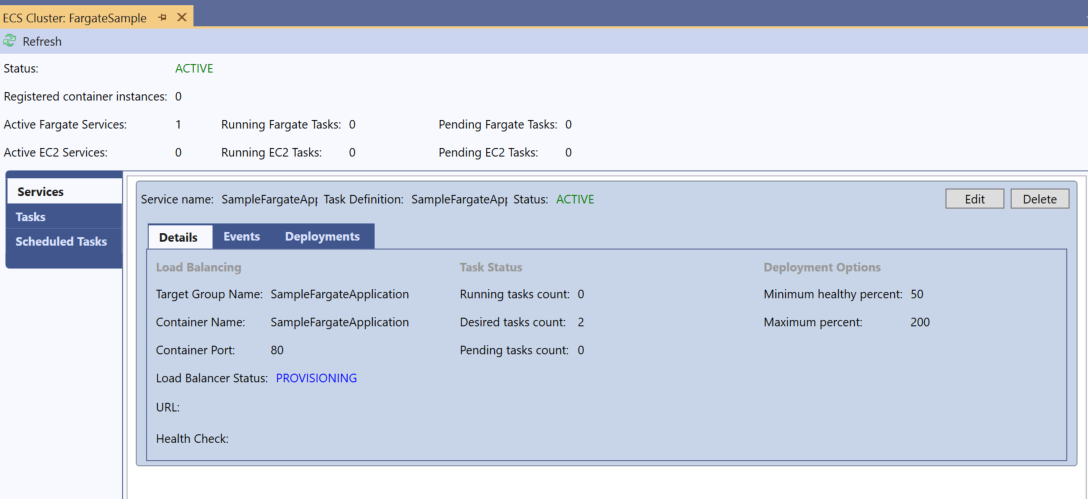 ECS Cluster: FargateSample
Refresh
Status: ACTIVE
Registered container instances: 0
Active Fargate Services: 1 Running Fargate Tasks: 0 Pending Fargate Tasks: 0
Active EC2 Services: 0 Running EC2 Tasks: 0 Pending EC2 Tasks: 0
Services
Tasks
Scheduled Tasks
Service name: SampleFargateApp Task Definition: SampleFargateApp Status: ACTIVE Edit Delete
Details Events Deployments
Load Balancing Task Status Deployment Options
Target Group Name: SampleFargateApplication Running tasks count: 0 Minimum healthy percent: 50
Container Name: SampleFargateApplication Desired tasks count: 2 Maximum percent: 200
Container Port: 80 Pending tasks count: 0
Load Balancer Status: PROVISIONING
URL:
Health Check: